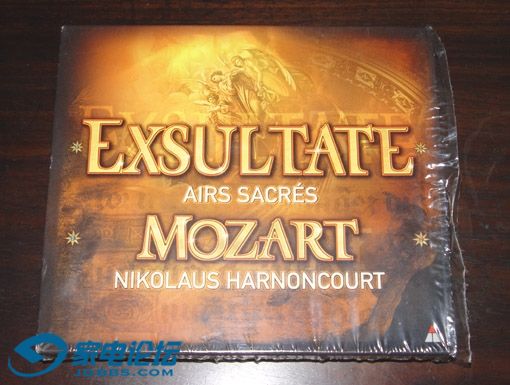 EXSULTATE
AIRS SACRÉS
MOZART
NIKOLAUS HARNONCOURT
家电论坛
JDBBS.COM